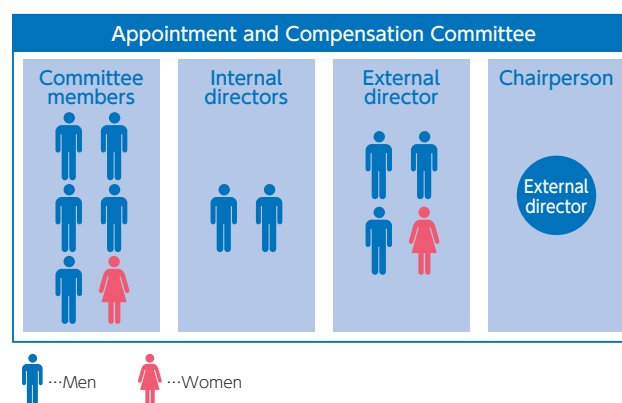 Appointment and Compensation Committee
Committee
members
Internal
directors
External
director
Chairperson
External
director
…Men
…Women